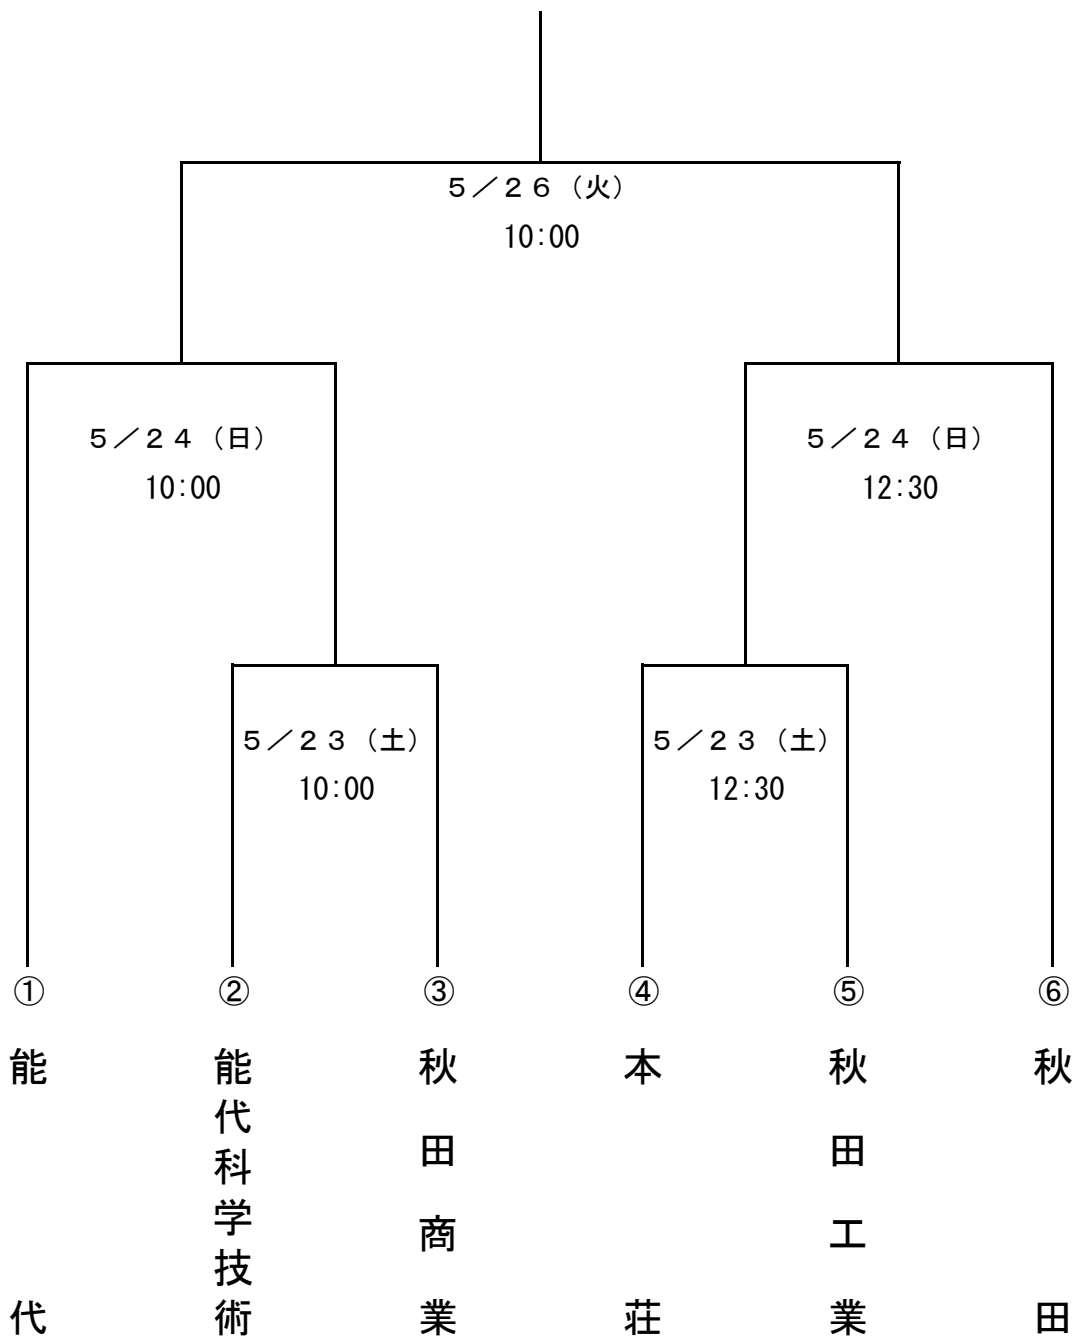 ５／２６（火）
10:00
５／２４（日）
10:00
５／２４（日）
12:30
５／２３（土）
10:00
５／２３（土）
12:30
①
②
③
④
⑤
⑥
能代
能代科学技術
秋田商業
本荘
秋田工業
秋田